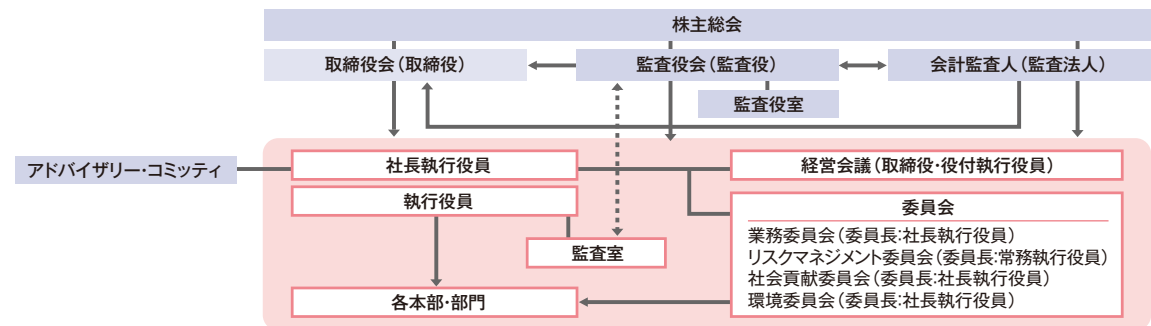 株主総会
取締役会(取締役)
監査役会(監査役)
会計監査人(監査法人)
監査役室
アドバイザリー・コミッティ
社長執行役員
経営会議(取締役・役付執行役員)
執行役員
委員会
業務委員会(委員長:社長執行役員)
リスクマネジメント委員会(委員長:常務執行役員)
社会貢献委員会(委員長:社長執行役員)
環境委員会(委員長:社長執行役員)
監査室
各本部・部門